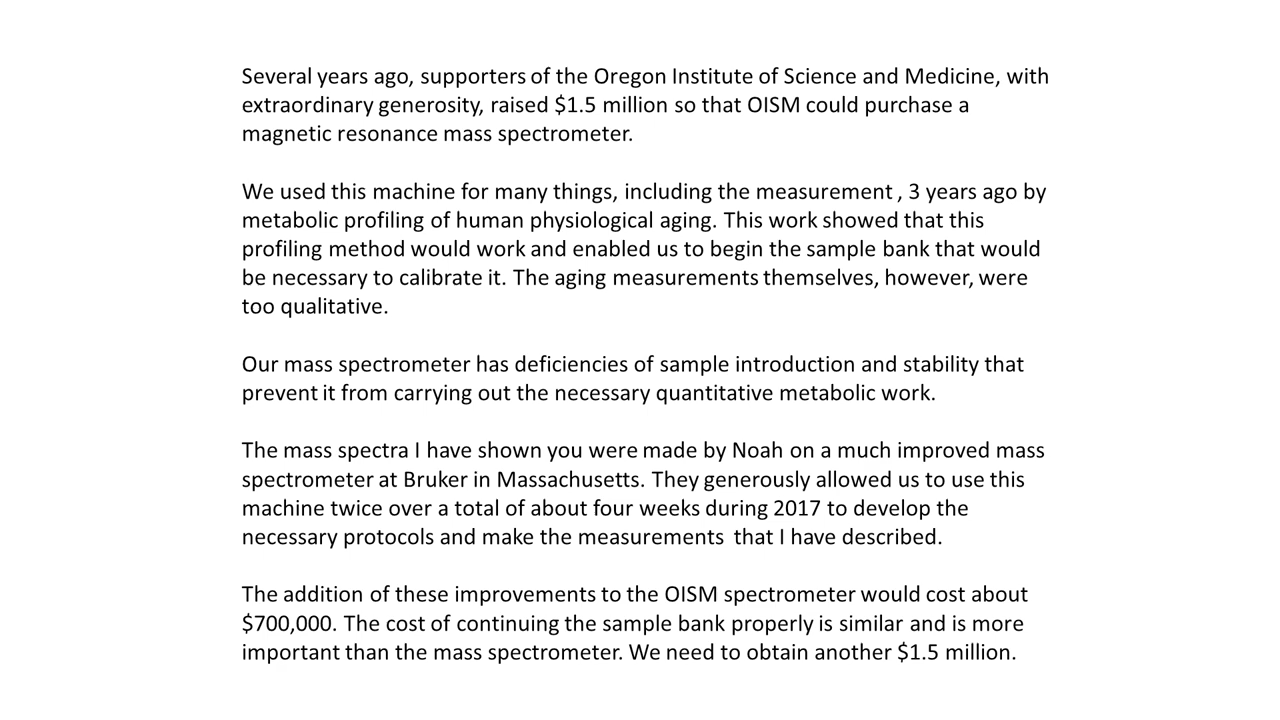 Several years ago, supporters of the Oregon Institute of Science and Medicine, with
extraordinary generosity, raised $1.5 million so that OISM could purchase a
magnetic resonance mass spectrometer.
We used this machine for many things, including the measurement , 3 years ago by
metabolic profiling of human physiological aging. This work showed that this
profiling method would work and enabled us to begin the sample bank that would
be necessary to calibrate it. The aging measurements themselves, however, were
too qualitative.
Our mass spectrometer has deficiencies of sample introduction and stability that
prevent it from carrying out the necessary quantitative metabolic work.
The mass spectra I have shown you were made by Noah on a much improved mass
spectrometer at Bruker in Massachusetts. They generously allowed us to use this
machine twice over a total of about four weeks during 2017 to develop the
necessary protocols and make the measurements  that I have described.
The addition of these improvements to the OISM spectrometer would cost about
$700,000. The cost of continuing the sample bank properly is similar and is more
important than the mass spectrometer. We need to obtain another $1.5 million.